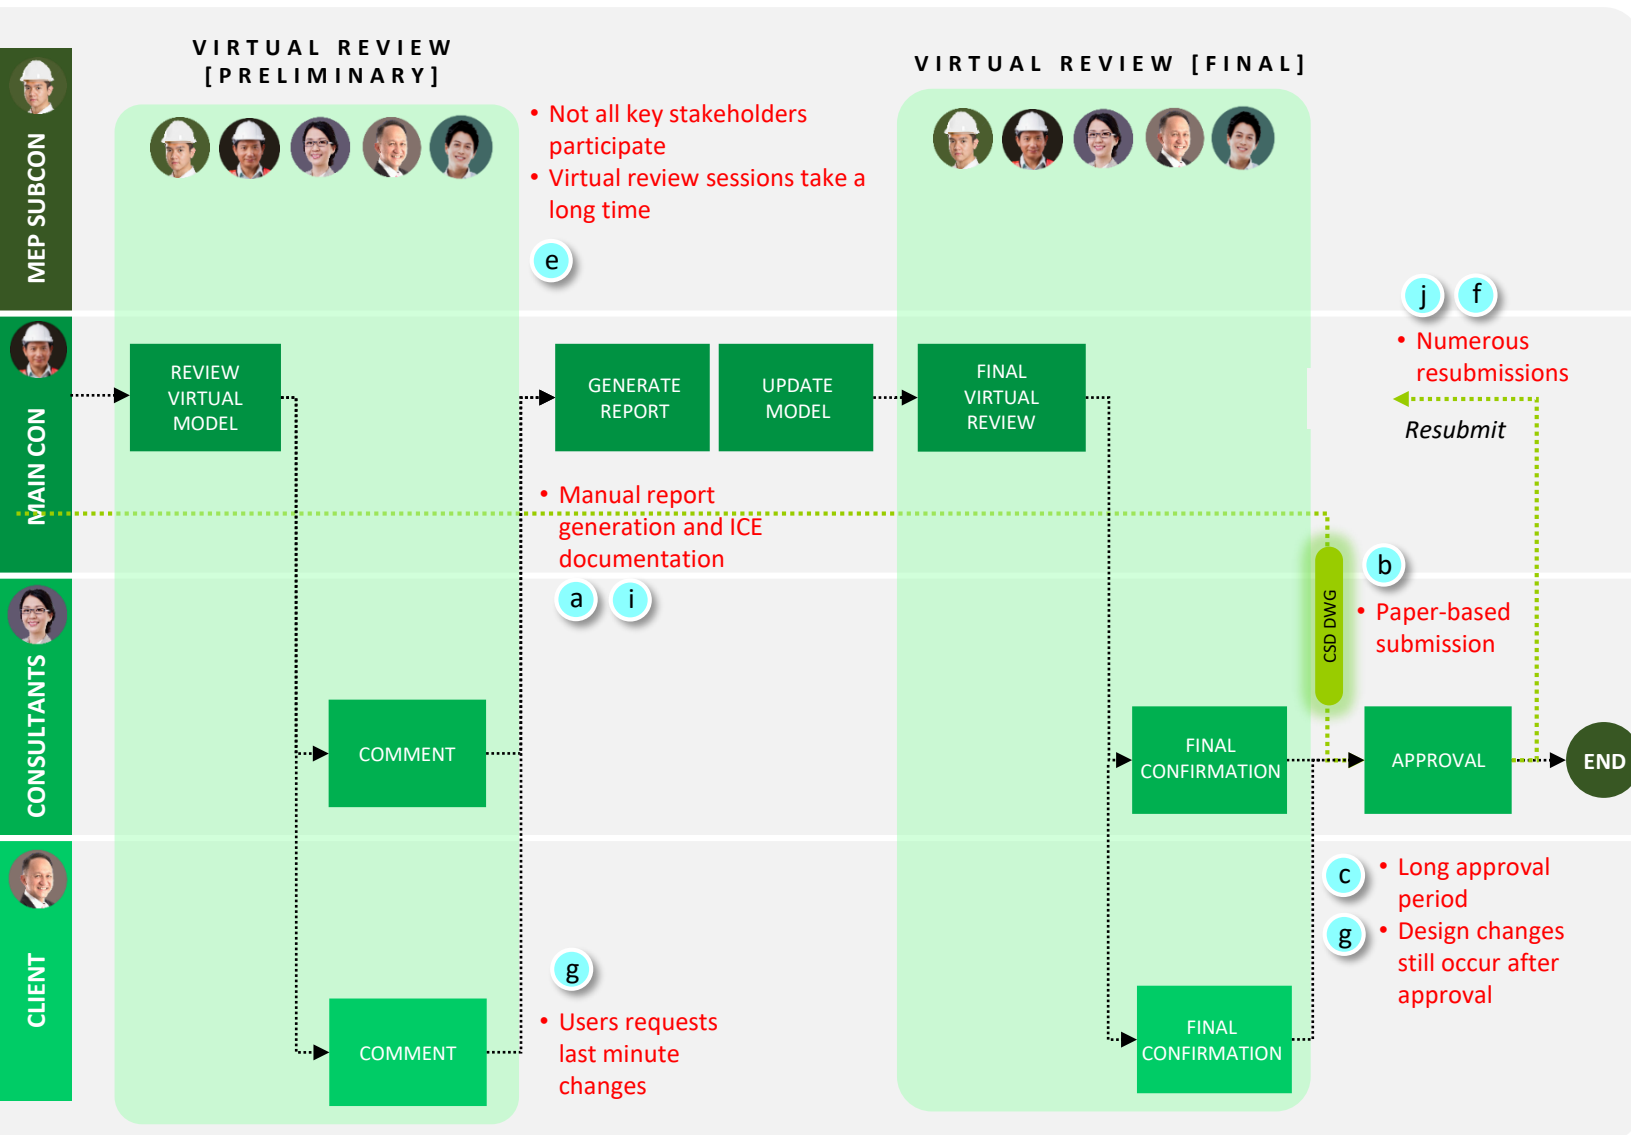 VIRTUAL REVIEW
[PRELIMINARY]
VIRTUAL REVIEW [FINAL]
MEP SUBCON
• Not all key stakeholders
participate
• Virtual review sessions take a
long time
e
j f
• Numerous
resubmissions
Resubmit
MAIN CON
REVIEW
VIRTUAL
MODEL
GENERATE
REPORT
UPDATE
MODEL
FINAL
VIRTUAL
REVIEW
• Manual report
generation and ICE
documentation
a i
b
• Paper-based
submission
CSD DWG
CONSULTANTS
COMMENT
FINAL
CONFIRMATION
APPROVAL
END
CLIENT
c
• Long approval
period
g
• Design changes
still occur after
approval
g
• Users requests
last minute
changes
COMMENT
FINAL
CONFIRMATION